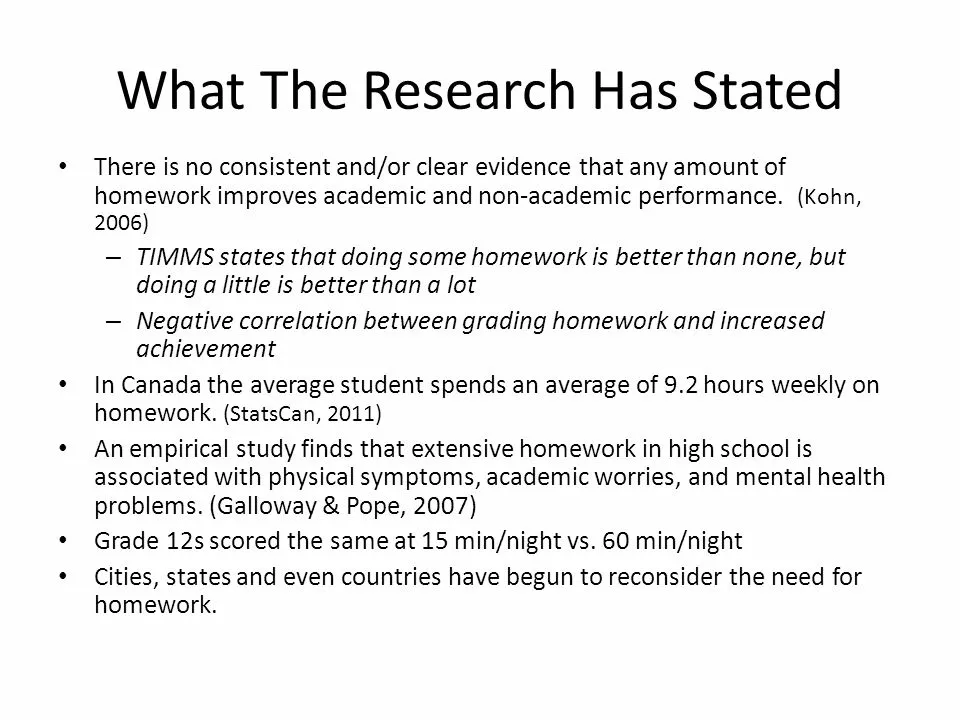 What The Research Has Stated
• There is no consistent and/or clear evidence that any amount of
homework improves academic and non-academic performance. (Kohn,
2006)
– TIMMS states that doing some homework is better than none, but
doing a little is better than a lot
– Negative correlation between grading homework and increased
achievement
• In Canada the average student spends an average of 9.2 hours weekly on
homework. (StatsCan, 2011)
• An empirical study finds that extensive homework in high school is
associated with physical symptoms, academic worries, and mental health
problems. (Galloway & Pope, 2007)
• Grade 12s scored the same at 15 min/night vs. 60 min/night
• Cities, states and even countries have begun to reconsider the need for
homework.